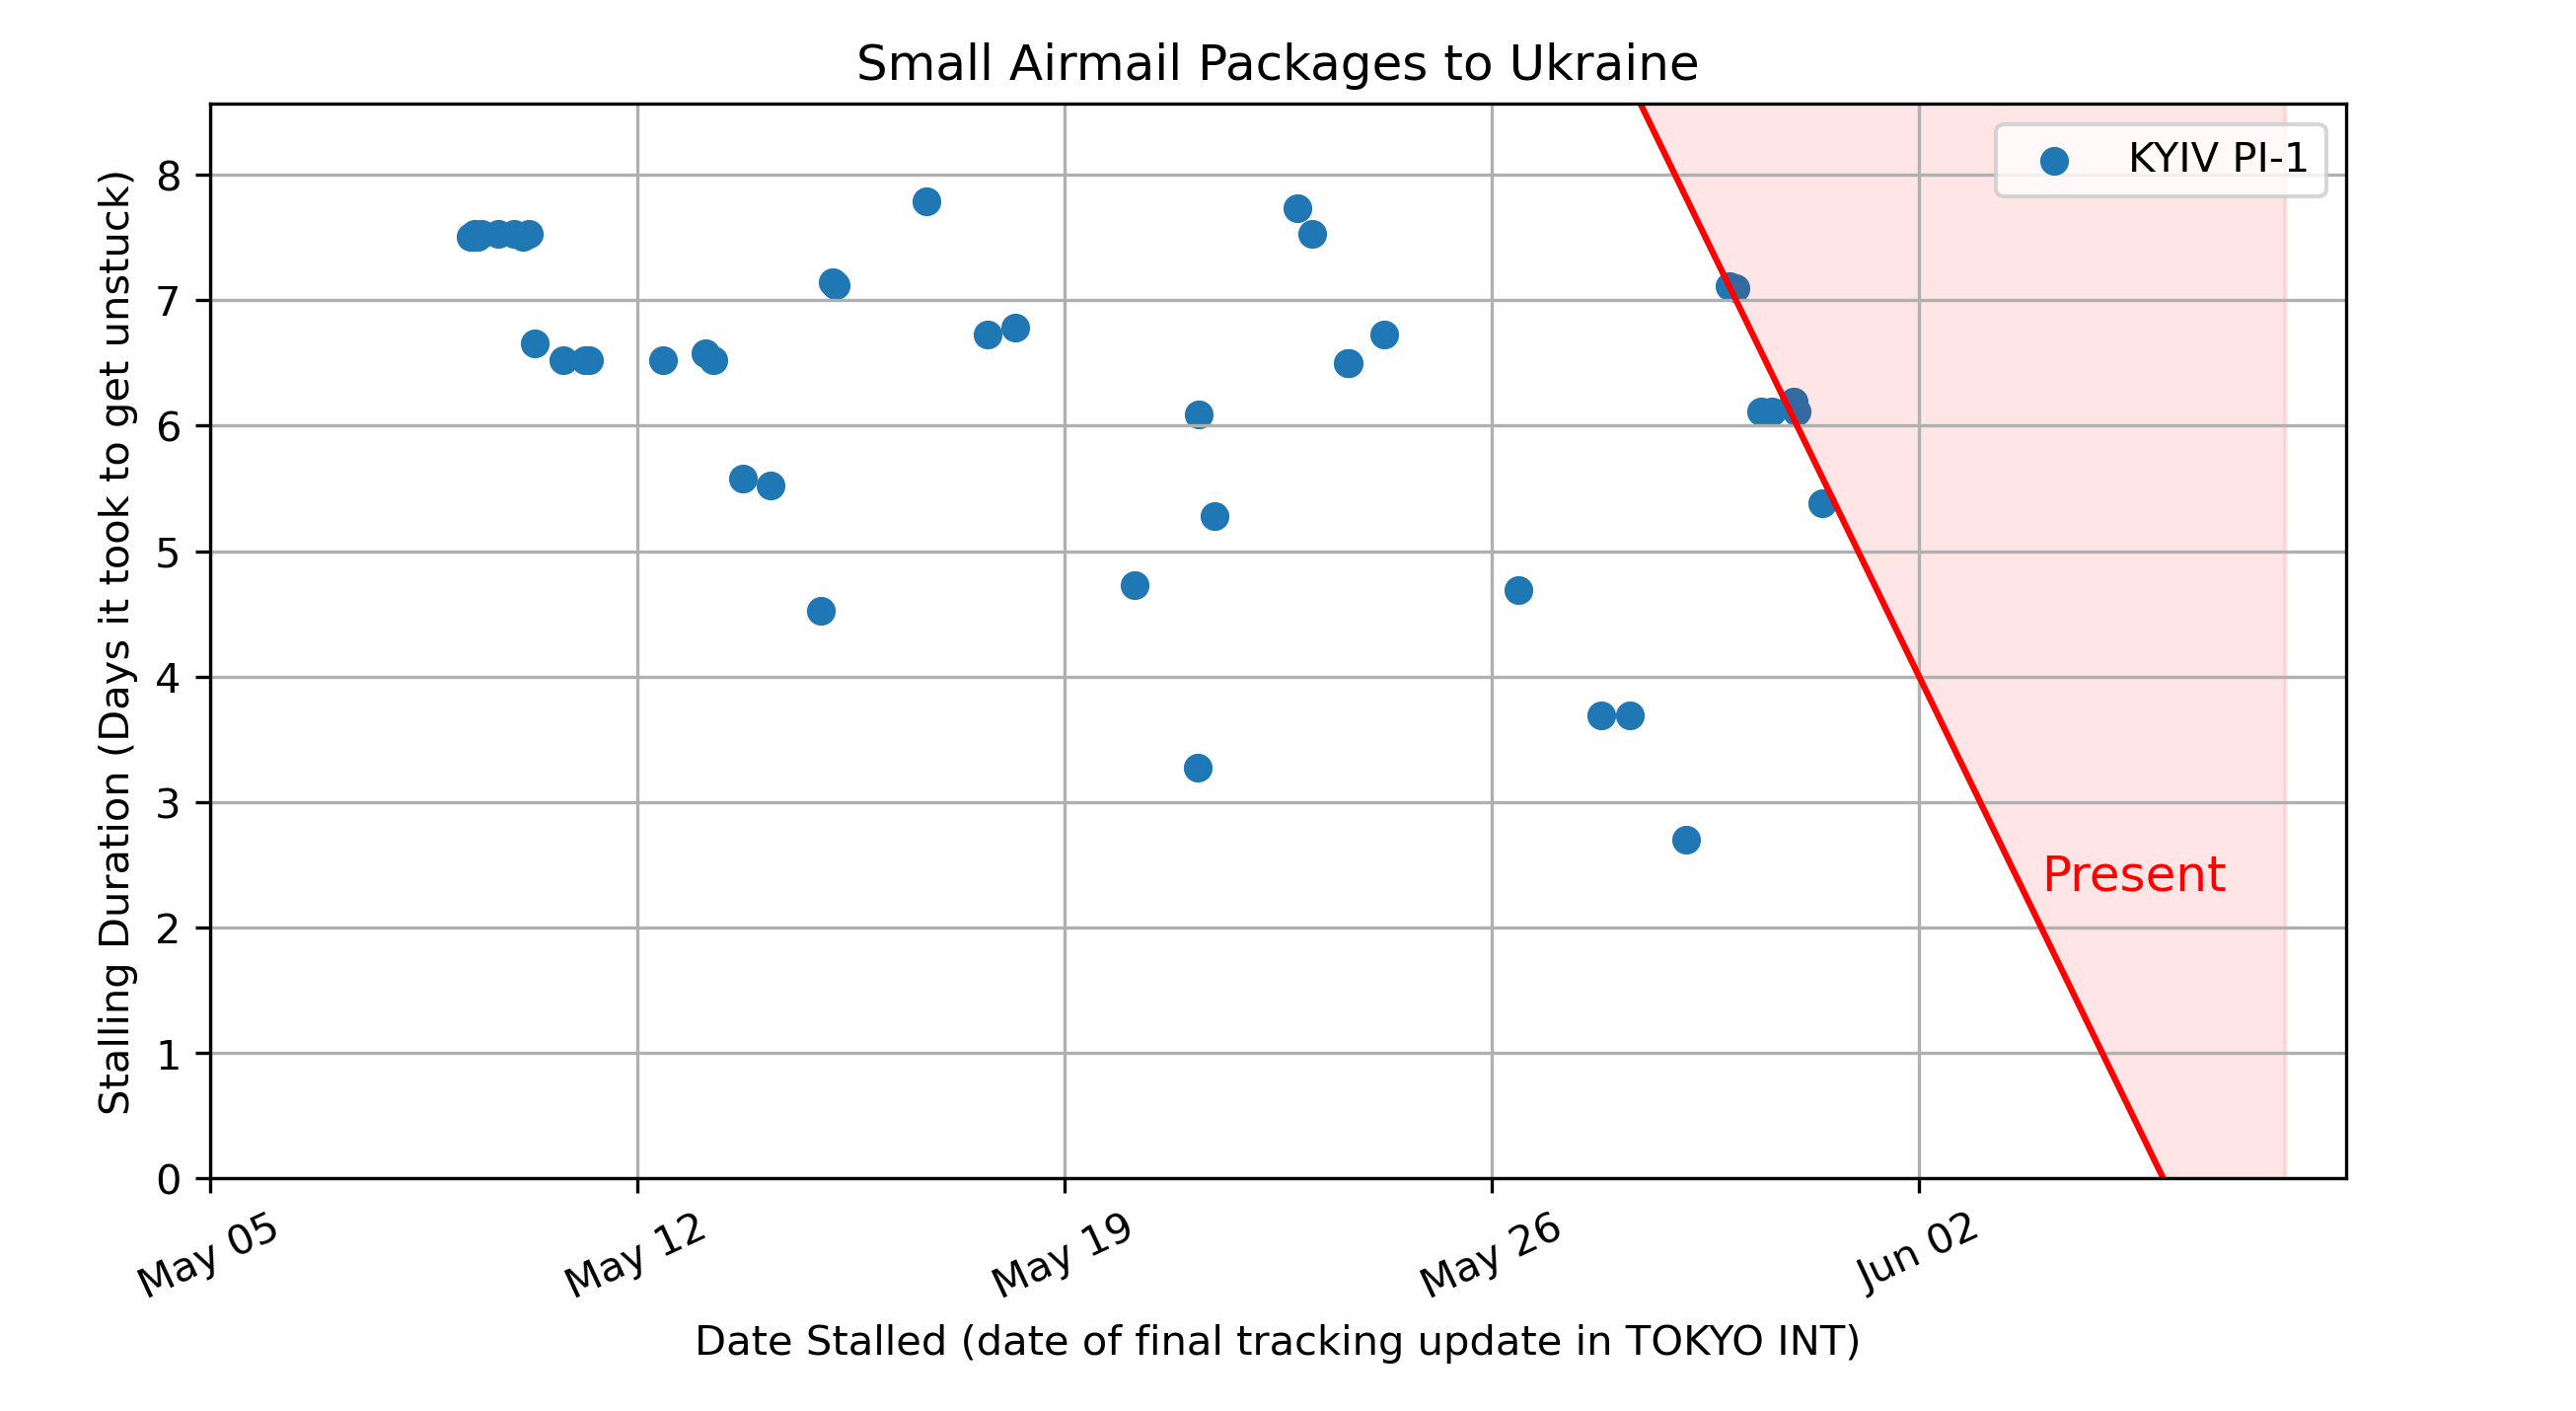 Small Airmail Packages to Ukraine
KYIV PI-1
Stalling Duration (Days it took to get unstuck)
8
7
6
5
4
3
2
1
0
Present
May 05
May 12
May 19
May 26
Jun 02
Date Stalled (date of final tracking update in TOKYO INT)